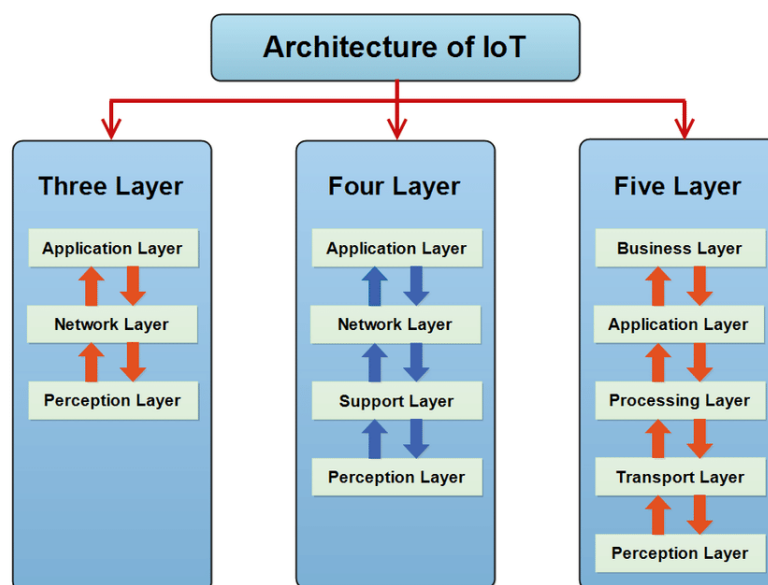 Architecture of IoT
Three Layer
Application Layer
Network Layer
Perception Layer
Four Layer
Application Layer
Network Layer
Support Layer
Perception Layer
Five Layer
Business Layer
Application Layer
Processing Layer
Transport Layer
Perception Layer